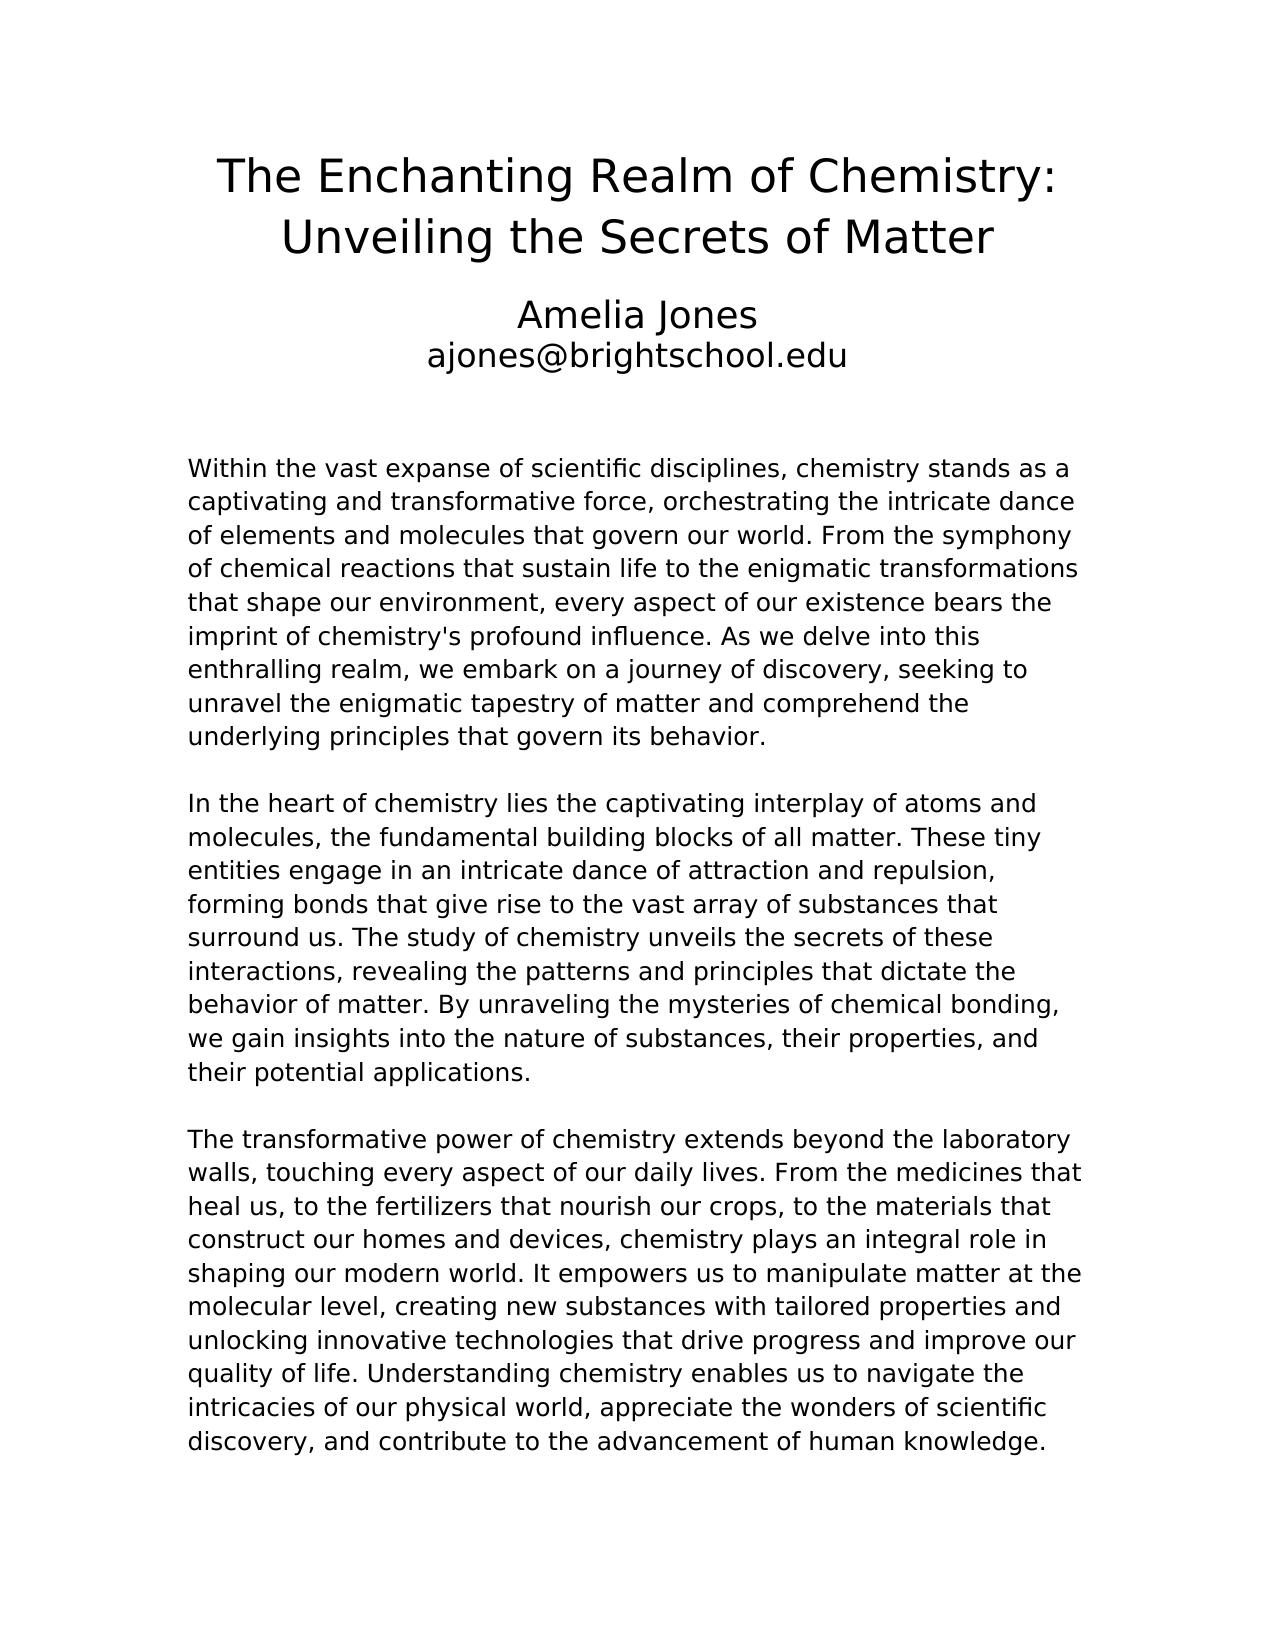 The Enchanting Realm of Chemistry:
Unveiling the Secrets of Matter
Amelia Jones
ajones@brightschool.edu
Within the vast expanse of scientific disciplines, chemistry stands as a
captivating and transformative force, orchestrating the intricate dance
of elements and molecules that govern our world. From the symphony
of chemical reactions that sustain life to the enigmatic transformations
that shape our environment, every aspect of our existence bears the
imprint of chemistry's profound influence. As we delve into this
enthralling realm, we embark on a journey of discovery, seeking to
unravel the enigmatic tapestry of matter and comprehend the
underlying principles that govern its behavior.
In the heart of chemistry lies the captivating interplay of atoms and
molecules, the fundamental building blocks of all matter. These tiny
entities engage in an intricate dance of attraction and repulsion,
forming bonds that give rise to the vast array of substances that
surround us. The study of chemistry unveils the secrets of these
interactions, revealing the patterns and principles that dictate the
behavior of matter. By unraveling the mysteries of chemical bonding,
we gain insights into the nature of substances, their properties, and
their potential applications.
The transformative power of chemistry extends beyond the laboratory
walls, touching every aspect of our daily lives. From the medicines that
heal us, to the fertilizers that nourish our crops, to the materials that
construct our homes and devices, chemistry plays an integral role in
shaping our modern world. It empowers us to manipulate matter at the
molecular level, creating new substances with tailored properties and
unlocking innovative technologies that drive progress and improve our
quality of life. Understanding chemistry enables us to navigate the
intricacies of our physical world, appreciate the wonders of scientific
discovery, and contribute to the advancement of human knowledge.